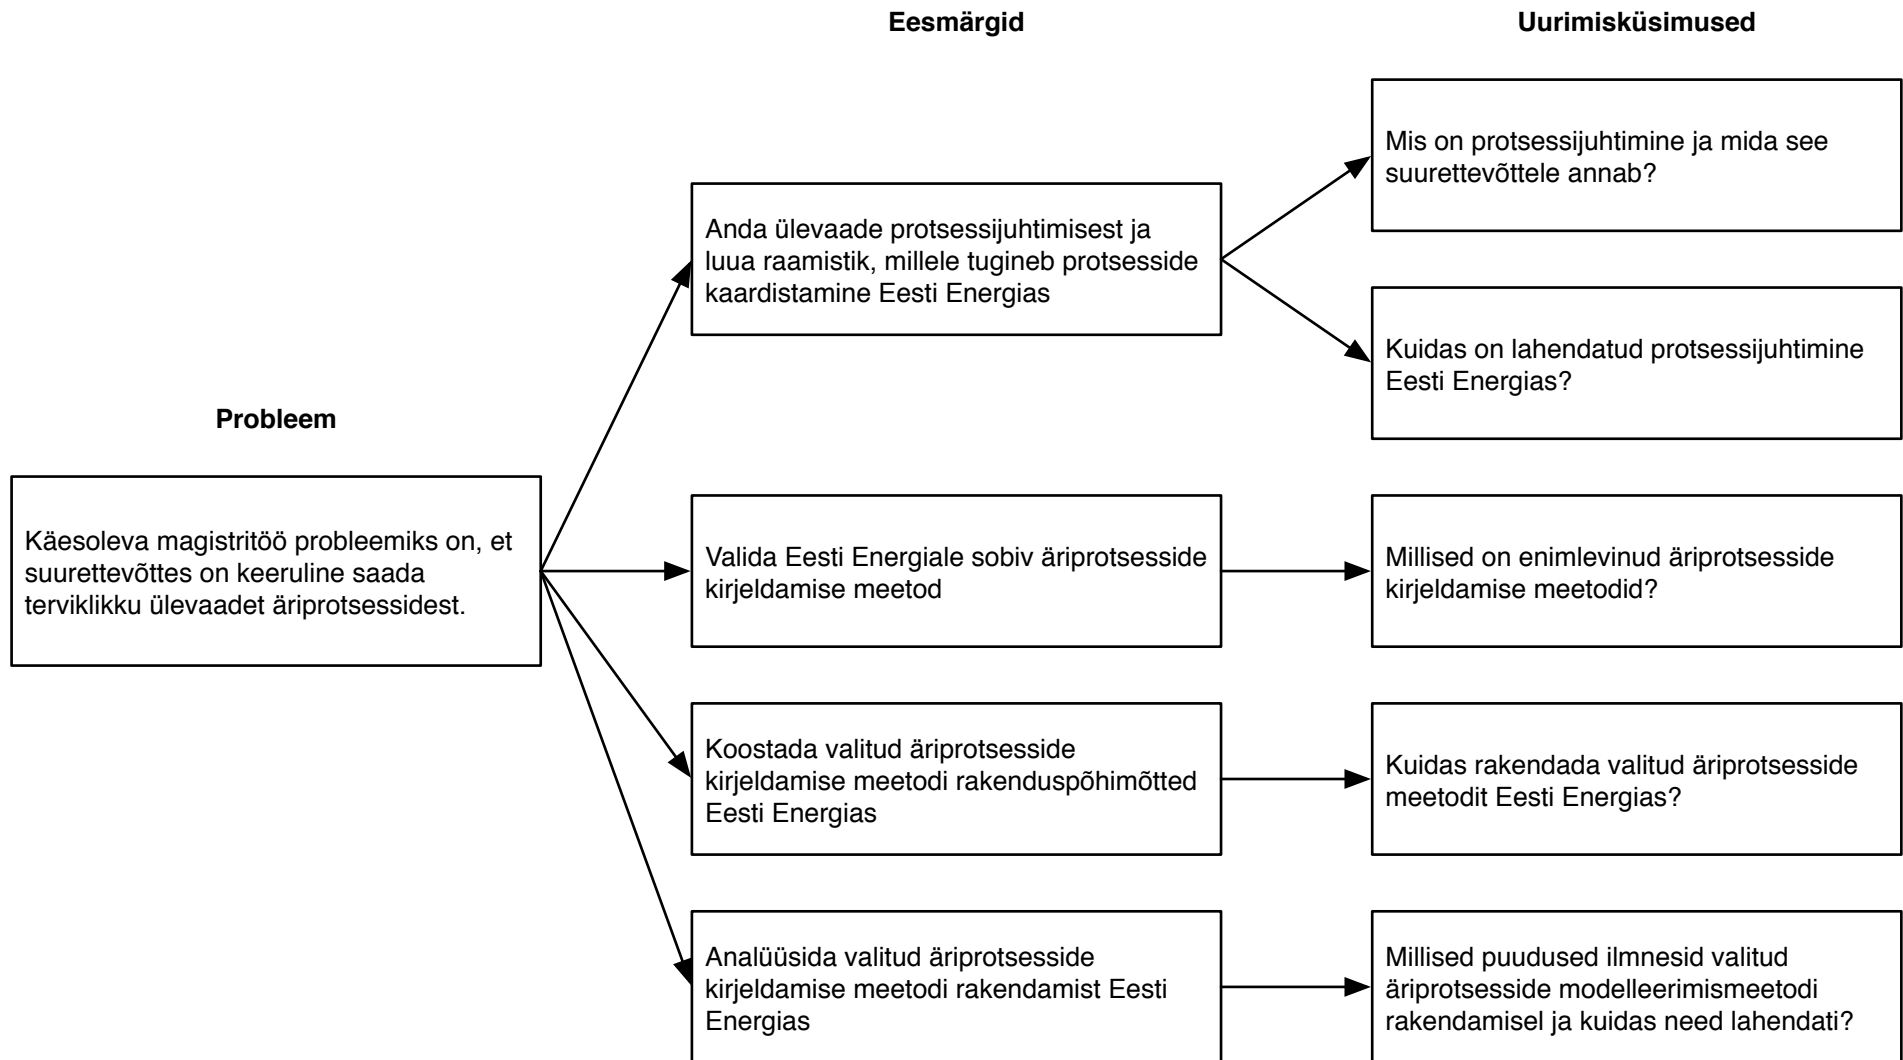 Eesmärgid
Uurimisküsimused
Mis on protsessijuhtimine ja mida see
suurettevõttele annab?
Anda ülevaade protsessijuhtimisest ja
luua raamistik, millele tugineb protsesside
kaardistamine Eesti Energias
Kuidas on lahendatud protsessijuhtimine
Eesti Energias?
Probleem
Käesoleva magistritöö probleemiks on, et
suurettevõttes on keeruline saada
terviklikku ülevaadet äriprotsessidest.
Valida Eesti Energiale sobiv äriprotsesside
kirjeldamise meetod
Millised on enimlevinud äriprotsesside
kirjeldamise meetodid?
Koostada valitud äriprotsesside
kirjeldamise meetodi rakenduspõhimõtted
Eesti Energias
Kuidas rakendada valitud äriprotsesside
meetodit Eesti Energias?
Analüüsida valitud äriprotsesside
kirjeldamise meetodi rakendamist Eesti
Energias
Millised puudused ilmnesid valitud
äriprotsesside modelleerimismeetodi
rakendamisel ja kuidas need lahendati?